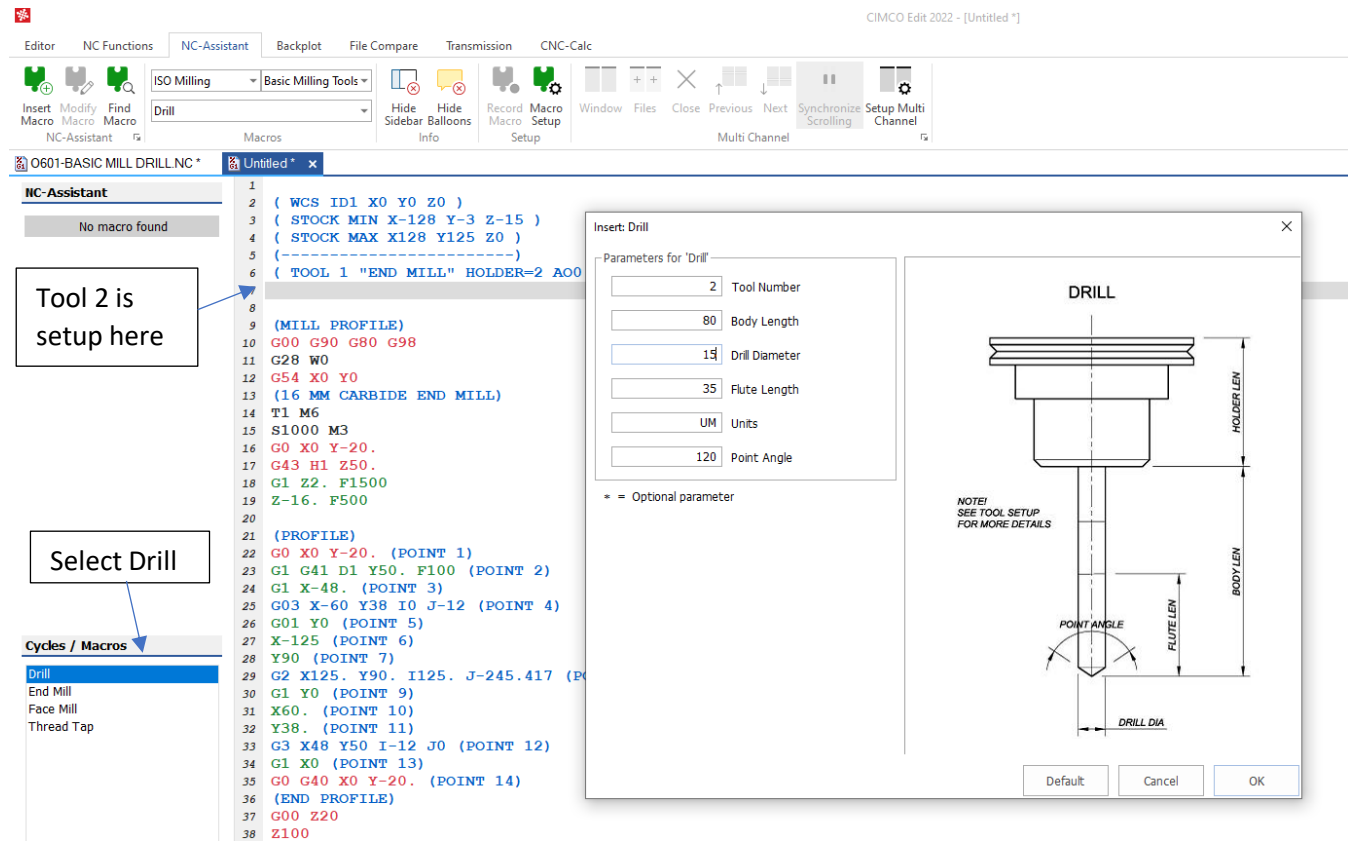 CIMCO Edit 2022 - [Untitled *]
Editor NC Functions NC-Assistant Backplot File Compare Transmission CNC-Calc
ISO Milling Basic Milling Tools
Drill
Insert Macro Modify Macro Find Macro Hide Sidebar Hide Balloons Record Macro Macro Setup Window Files Close Previous Next Synchronize Scrolling Setup Multi Channel
NC-Assistant Macros Info Setup Multi Channel
O601-BASIC MILL DRILL.NC * Untitled *
NC-Assistant
No macro found
Tool 2 is
setup here
Select Drill
Cycles / Macros
Drill
End Mill
Face Mill
Thread Tap
1
2 ( WCS ID1 X0 Y0 Z0 )
3 ( STOCK MIN X-128 Y-3 Z-15 )
4 ( STOCK MAX X128 Y125 Z0 )
5 (------------------------)
6 ( TOOL 1 "END MILL" HOLDER=2 AO0
7
8
9 (MILL PROFILE)
10 G00 G90 G80 G98
11 G28 W0
12 G54 X0 Y0
13 (16 MM CARBIDE END MILL)
14 T1 M6
15 S1000 M3
16 G0 X0 Y-20.
17 G43 H1 Z50.
18 G1 Z2. F1500
19 Z-16. F500
20
21 (PROFILE)
22 G0 X0 Y-20. (POINT 1)
23 G1 G41 D1 Y50. F100 (POINT 2)
24 G1 X-48. (POINT 3)
25 G03 X-60 Y38 I0 J-12 (POINT 4)
26 G01 Y0 (POINT 5)
27 X-125 (POINT 6)
28 Y90 (POINT 7)
29 G2 X125. Y90. I125. J-245.417 (PO
30 G1 Y0 (POINT 9)
31 X60. (POINT 10)
32 Y38. (POINT 11)
33 G3 X48 Y50 I-12 J0 (POINT 12)
34 G1 X0 (POINT 13)
35 G0 G40 X0 Y-20. (POINT 14)
36 (END PROFILE)
37 G00 Z20
38 Z100
Insert: Drill
Parameters for 'Drill'
2 Tool Number
80 Body Length
15 Drill Diameter
35 Flute Length
UM Units
120 Point Angle
* = Optional parameter
DRILL
HOLDER LEN
NOTE!
SEE TOOL SETUP
FOR MORE DETAILS
BODY LEN
FLUTE LEN
POINT ANGLE
DRILL DIA
Default Cancel OK